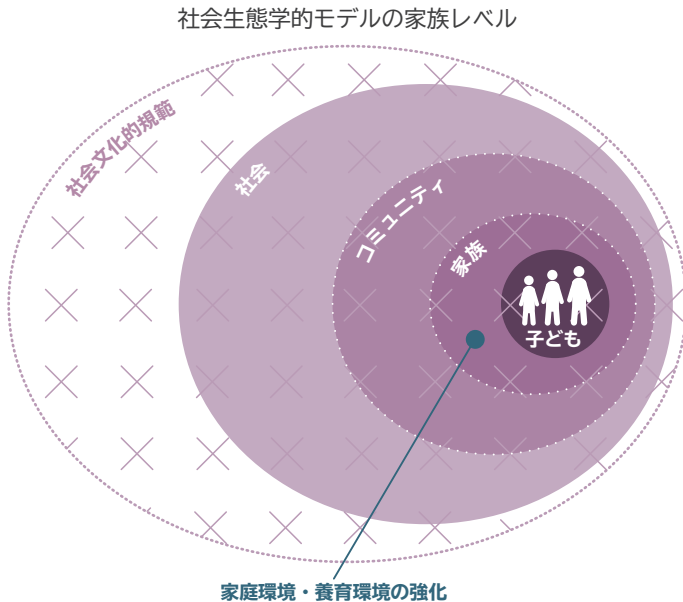 社会生態学的モデルの家族レベル
社会文化的規範
社会
コミュニティ
家族
子ども
家庭環境・養育環境の強化